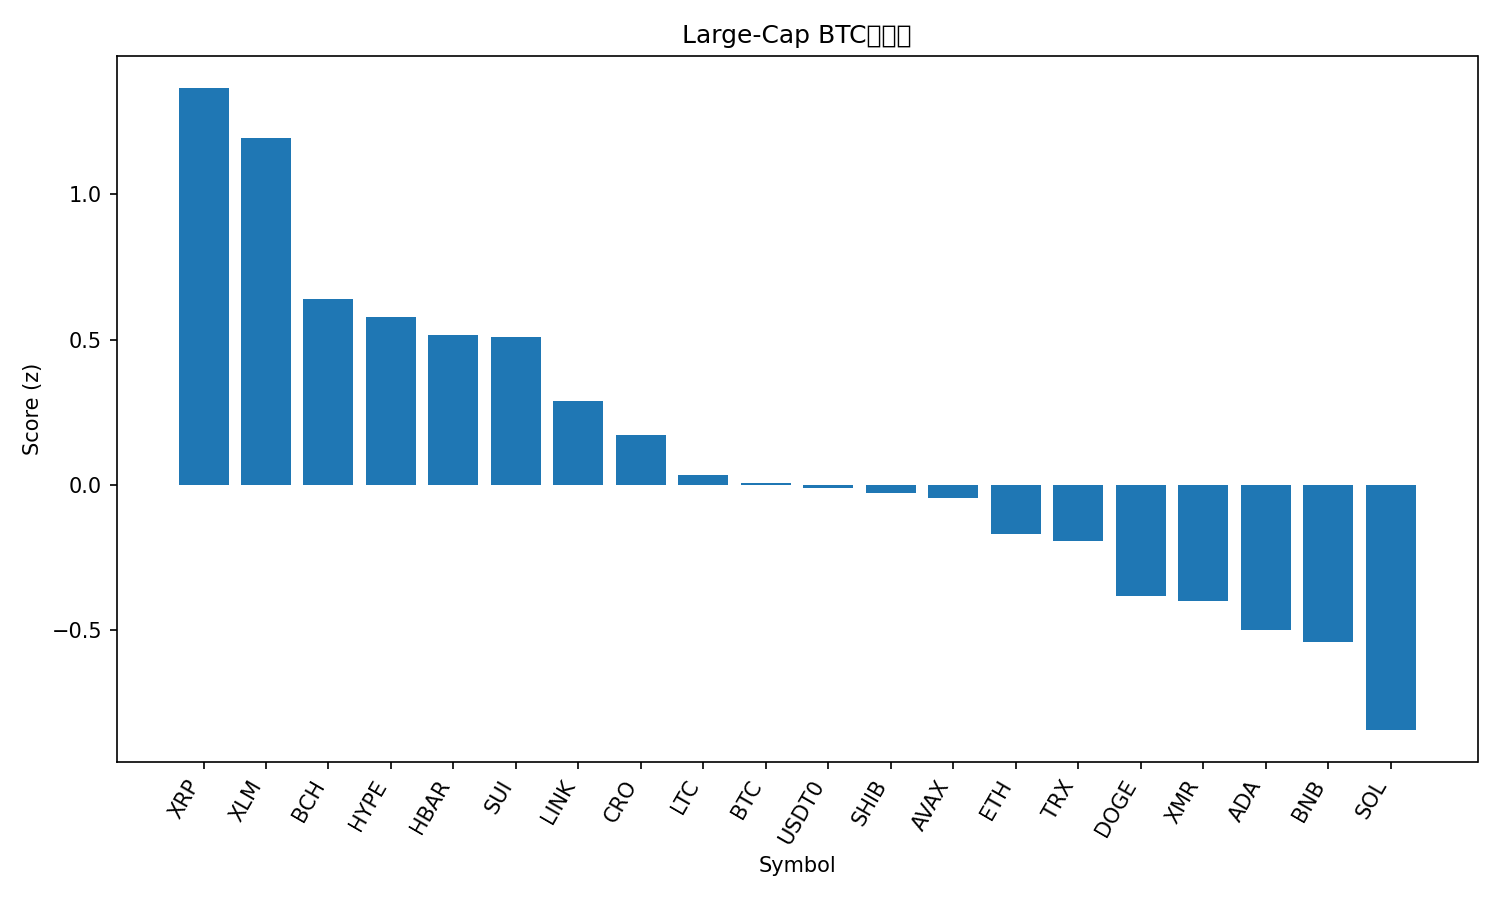 Large-Cap BTC
Score (z)
1.0
0.5
0.0
−0.5
XRP
XLM
BCH
HYPE
HBAR
SUI
LINK
CRO
LTC
BTC
USDT0
SHIB
AVAX
ETH
TRX
DOGE
XMR
ADA
BNB
SOL
Symbol